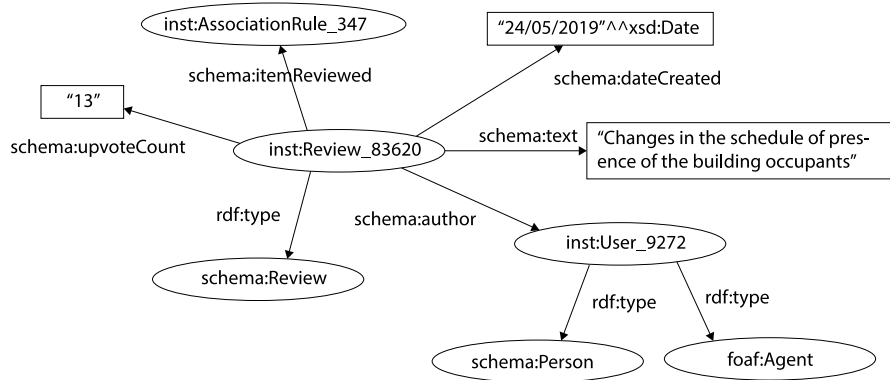 inst:AssociationRule_347
"24/05/2019"^^xsd:Date
schema:itemReviewed
schema:dateCreated
“13”
schema:upvoteCount
schema:text
“Changes in the schedule of pres-
ence of the building occupants”
inst:Review_83620
rdf:type
schema:author
inst:User_9272
schema:Review
rdf:type
rdf:type
schema:Person
foaf:Agent